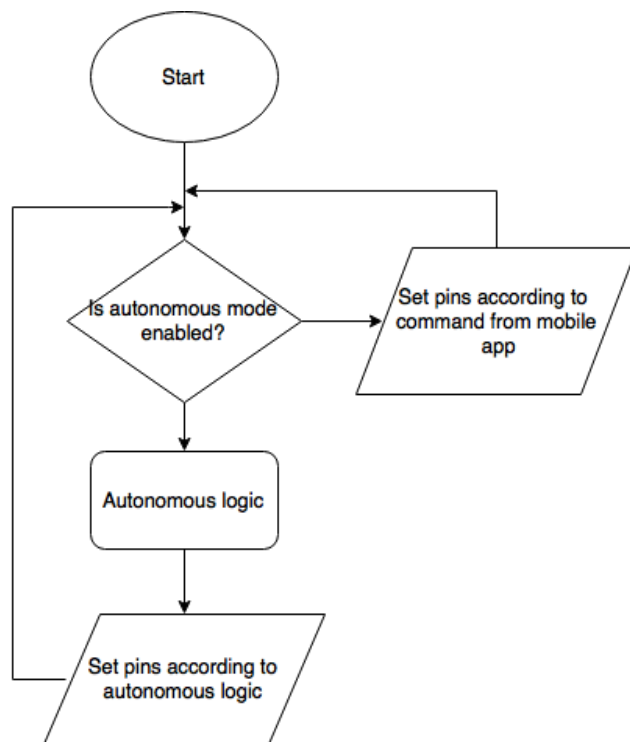 Start
Is autonomous mode
enabled?
Set pins according to
command from mobile
app
Autonomous logic
Set pins according to
autonomous logic